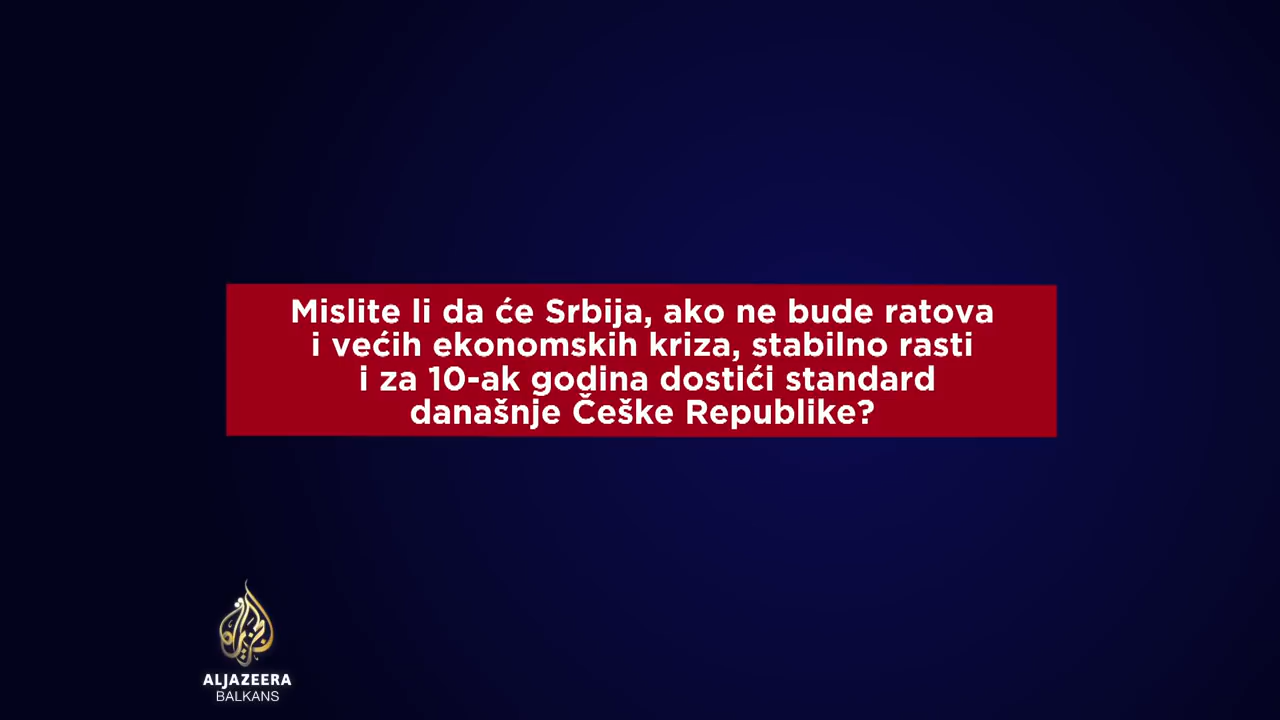 Mislite li da će Srbija, ako ne bude ratova
i većih ekonomskih kriza, stabilno rasti
i za 10-ak godina dostići standard
današnje Češke Republike?
ALJAZEERA
BALKANS